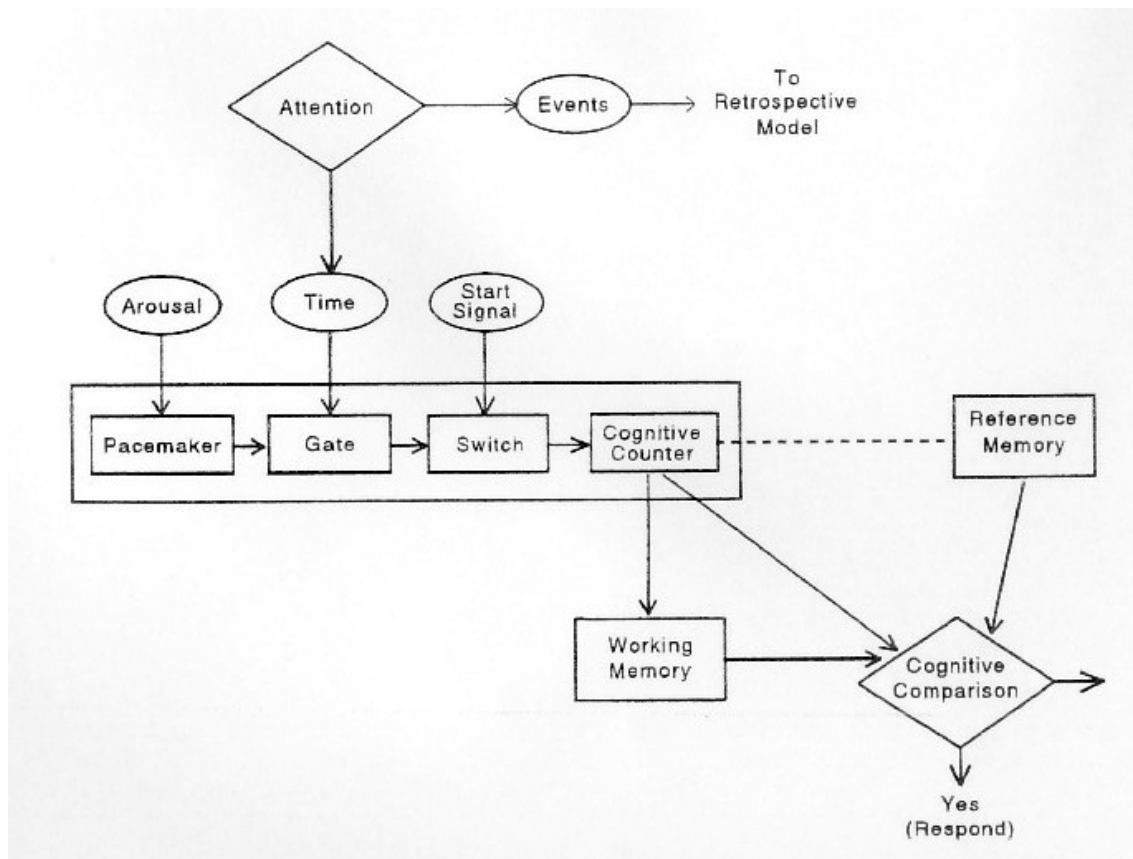 Attention
Events
To
Retrospective
Model
Arousal
Time
Start
Signal
Pacemaker
Gate
Switch
Cognitive
Counter
Reference
Memory
Working
Memory
Cognitive
Comparison
Yes
(Respond)